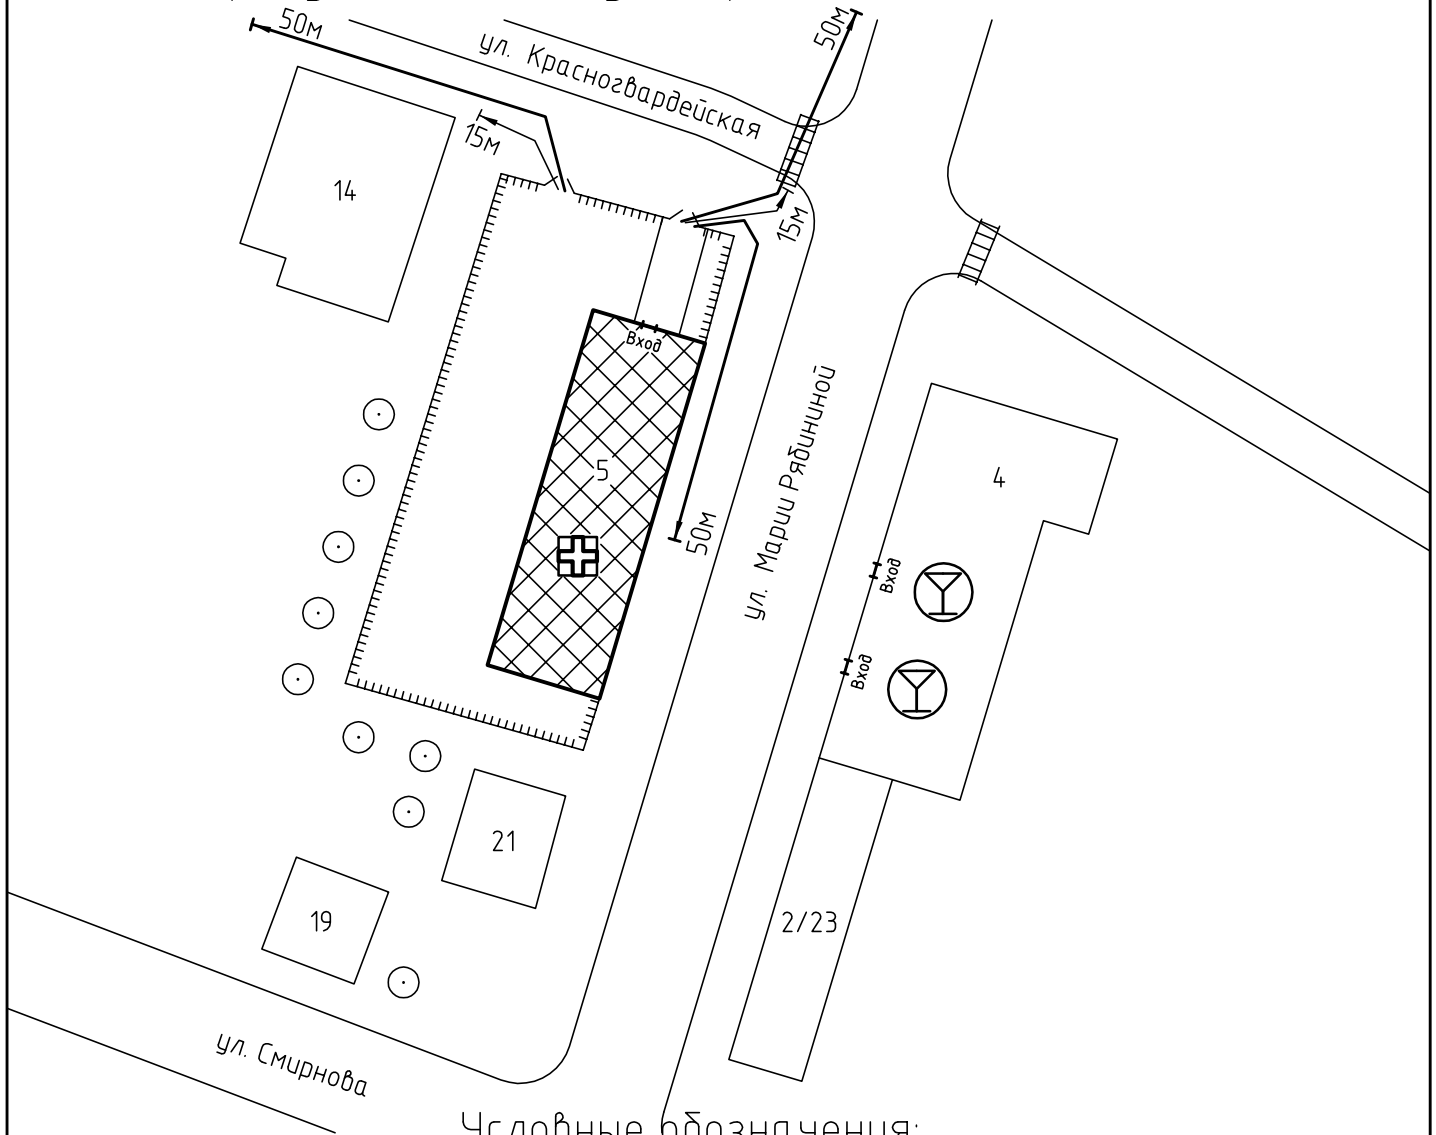 50м
50м
ул. Красногвардейская
15м
14
15м
Вход
ул. Марии Рябининой
5
4
50м
Вход
Вход
21
19
2/23
ул. Смирнова
Условные обозначения: